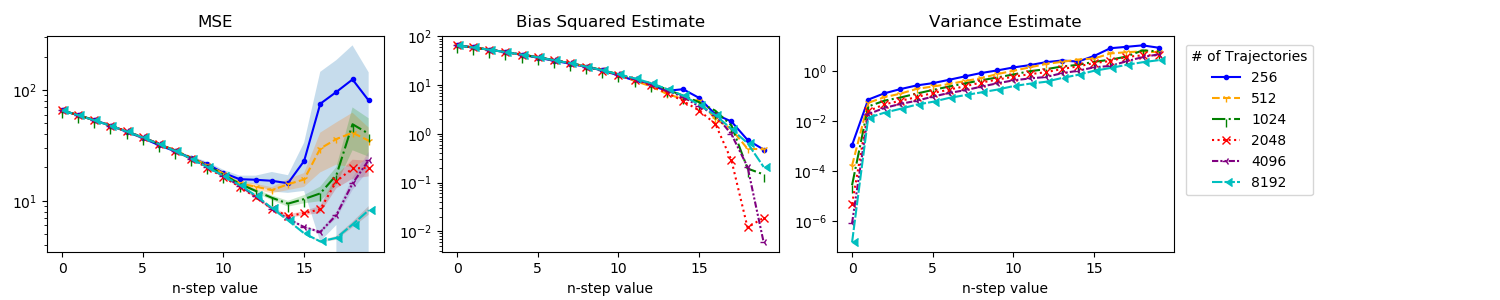 MSE
10²
10¹
0 5 10 15
n-step value
Bias Squared Estimate
10²
10¹
10⁰
10⁻¹
10⁻²
0 5 10 15
n-step value
Variance Estimate
10⁰
10⁻²
10⁻⁴
10⁻⁶
0 5 10 15
n-step value
# of Trajectories
256
512
1024
2048
4096
8192